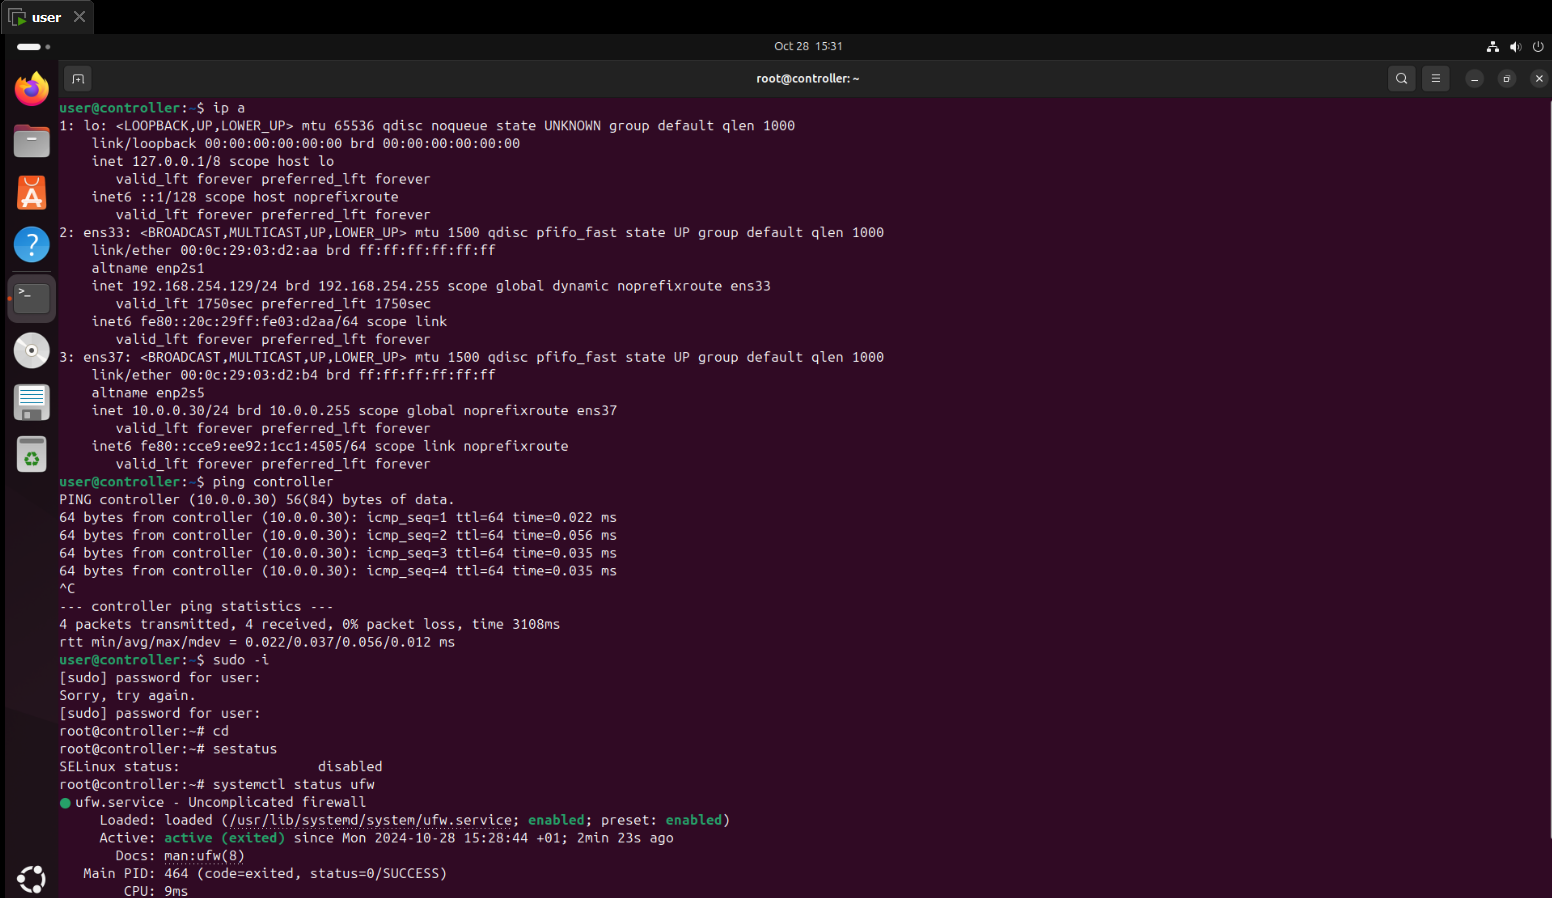 user
Oct 28 15:31
root@controller: ~
user@controller:~$ ip a
1: lo: <LOOPBACK,UP,LOWER_UP> mtu 65536 qdisc noqueue state UNKNOWN group default qlen 1000
    link/loopback 00:00:00:00:00:00 brd 00:00:00:00:00:00
    inet 127.0.0.1/8 scope host lo
       valid_lft forever preferred_lft forever
    inet6 ::1/128 scope host noprefixroute
       valid_lft forever preferred_lft forever
2: ens33: <BROADCAST,MULTICAST,UP,LOWER_UP> mtu 1500 qdisc pfifo_fast state UP group default qlen 1000
    link/ether 00:0c:29:03:d2:aa brd ff:ff:ff:ff:ff:ff
    altname enp2s1
    inet 192.168.254.129/24 brd 192.168.254.255 scope global dynamic noprefixroute ens33
       valid_lft 1750sec preferred_lft 1750sec
    inet6 fe80::20c:29ff:fe03:d2aa/64 scope link
       valid_lft forever preferred_lft forever
3: ens37: <BROADCAST,MULTICAST,UP,LOWER_UP> mtu 1500 qdisc pfifo_fast state UP group default qlen 1000
    link/ether 00:0c:29:03:d2:b4 brd ff:ff:ff:ff:ff:ff
    altname enp2s5
    inet 10.0.0.30/24 brd 10.0.0.255 scope global noprefixroute ens37
       valid_lft forever preferred_lft forever
    inet6 fe80::cce9:ee92:1cc1:4505/64 scope link noprefixroute
       valid_lft forever preferred_lft forever
user@controller:~$ ping controller
PING controller (10.0.0.30) 56(84) bytes of data.
64 bytes from controller (10.0.0.30): icmp_seq=1 ttl=64 time=0.022 ms
64 bytes from controller (10.0.0.30): icmp_seq=2 ttl=64 time=0.056 ms
64 bytes from controller (10.0.0.30): icmp_seq=3 ttl=64 time=0.035 ms
64 bytes from controller (10.0.0.30): icmp_seq=4 ttl=64 time=0.035 ms
^C
--- controller ping statistics ---
4 packets transmitted, 4 received, 0% packet loss, time 3108ms
rtt min/avg/max/mdev = 0.022/0.037/0.056/0.012 ms
user@controller:~$ sudo -i
[sudo] password for user:
Sorry, try again.
[sudo] password for user:
root@controller:~# cd
root@controller:~# sestatus
SELinux status:                 disabled
root@controller:~# systemctl status ufw
● ufw.service - Uncomplicated firewall
     Loaded: loaded (/usr/lib/systemd/system/ufw.service; enabled; preset: enabled)
     Active: active (exited) since Mon 2024-10-28 15:28:44 +01; 2min 23s ago
       Docs: man:ufw(8)
   Main PID: 464 (code=exited, status=0/SUCCESS)
        CPU: 9ms